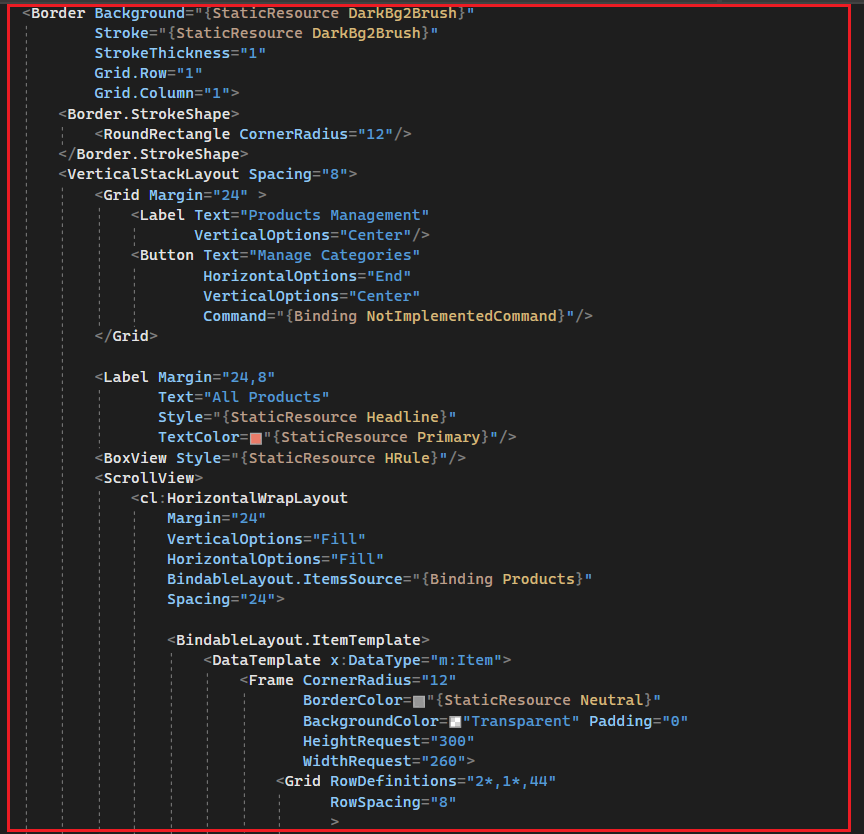 <Border Background="{StaticResource DarkBg2Brush}"
Stroke="{StaticResource DarkBg2Brush}"
StrokeThickness="1"
Grid.Row="1"
Grid.Column="1">
<Border.StrokeShape>
<RoundRectangle CornerRadius="12"/>
</Border.StrokeShape>
<VerticalStackLayout Spacing="8">
<Grid Margin="24" >
<Label Text="Products Management"
VerticalOptions="Center"/>
<Button Text="Manage Categories"
HorizontalOptions="End"
VerticalOptions="Center"
Command="{Binding NotImplementedCommand}"/>
</Grid>
<Label Margin="24,8"
Text="All Products"
Style="{StaticResource Headline}"
TextColor="{StaticResource Primary}"/>
<BoxView Style="{StaticResource HRule}"/>
<ScrollView>
<cl:HorizontalWrapLayout
Margin="24"
VerticalOptions="Fill"
HorizontalOptions="Fill"
BindableLayout.ItemsSource="{Binding Products}"
Spacing="24">
<BindableLayout.ItemTemplate>
<DataTemplate x:DataType="m:Item">
<Frame CornerRadius="12"
BorderColor="{StaticResource Neutral}"
BackgroundColor="Transparent" Padding="0"
HeightRequest="300"
WidthRequest="260">
<Grid RowDefinitions="2*,1*,44"
RowSpacing="8"
>